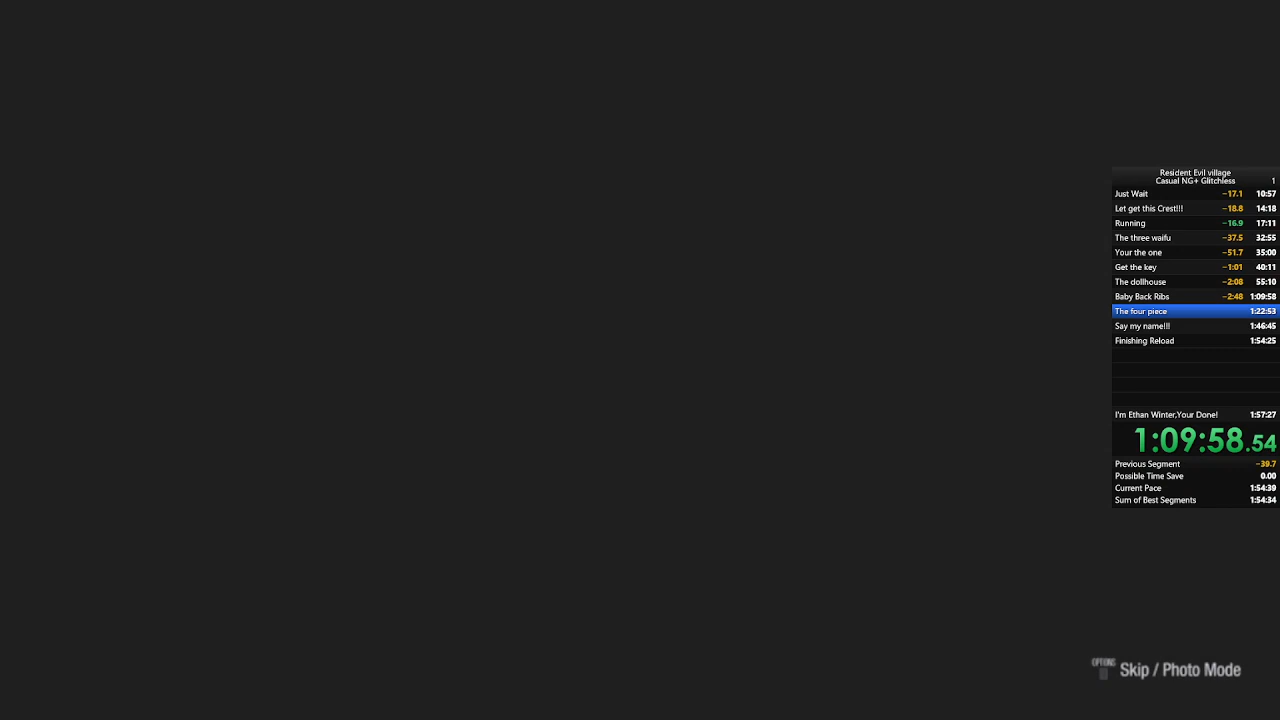 Resident Evil village
Casual NG+ Glitchless 1
Just Wait −17.1 10:57
Let get this Crest!!! −18.8 14:18
Running −16.9 17:11
The three waifu −37.5 32:55
Your the one −51.7 35:00
Get the key −1:01 40:11
The dollhouse −2:08 55:10
Baby Back Ribs −2:48 1:09:58
The four piece 1:22:53
Say my name!!! 1:46:45
Finishing Reload 1:54:25
I'm Ethan Winter,Your Done! 1:57:27
1:09:58.54
Previous Segment −39.7
Possible Time Save 0.00
Current Pace 1:54:39
Sum of Best Segments 1:54:34
OPTIONS Skip / Photo Mode